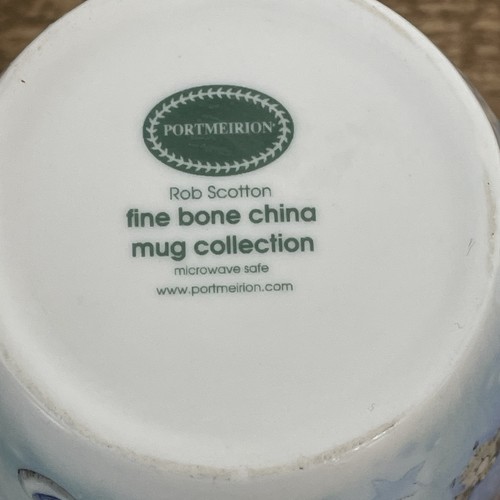 PORTMEIRION
Rob Scotton
fine bone china
mug collection
microwave safe
www.portmeirion.com